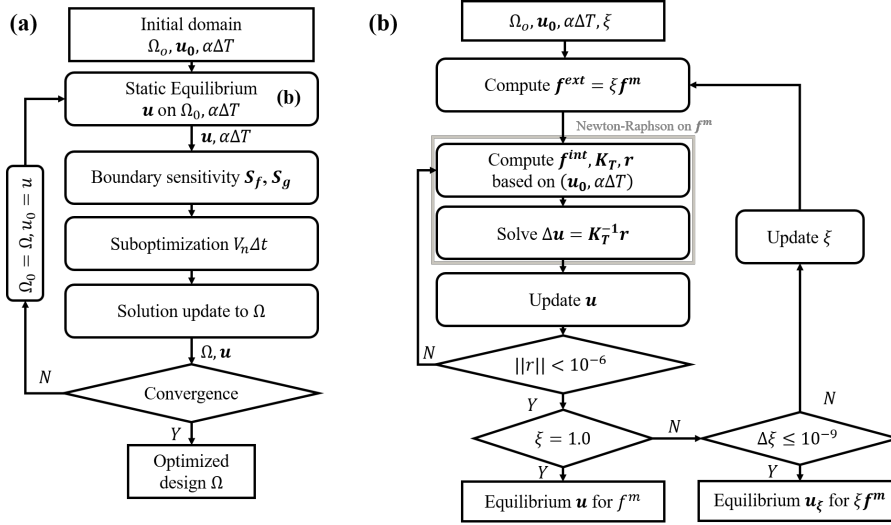 (a)
Initial domain
Ω_o, u_0, αΔT
Static Equilibrium
u on Ω_0, αΔT
(b)
u, αΔT
Boundary sensitivity S_f, S_g
Suboptimization V_nΔt
Solution update to Ω
Ω, u
Convergence
N
Y
Optimized
design Ω
Ω_0 = Ω, u_0 = u
(b)
Ω_o, u_0, αΔT, ξ
Compute f^{ext} = ξf^m
Newton-Raphson on f^m
Compute f^{int}, K_T, r
based on (u_0, αΔT)
Solve Δu = K_T^{-1}r
Update u
||r|| < 10^{-6}
N
Y
ξ = 1.0
N
Y
Equilibrium u for f^m
Update ξ
N
Δξ ≤ 10^{-9}
Y
Equilibrium u_ξ for ξf^m